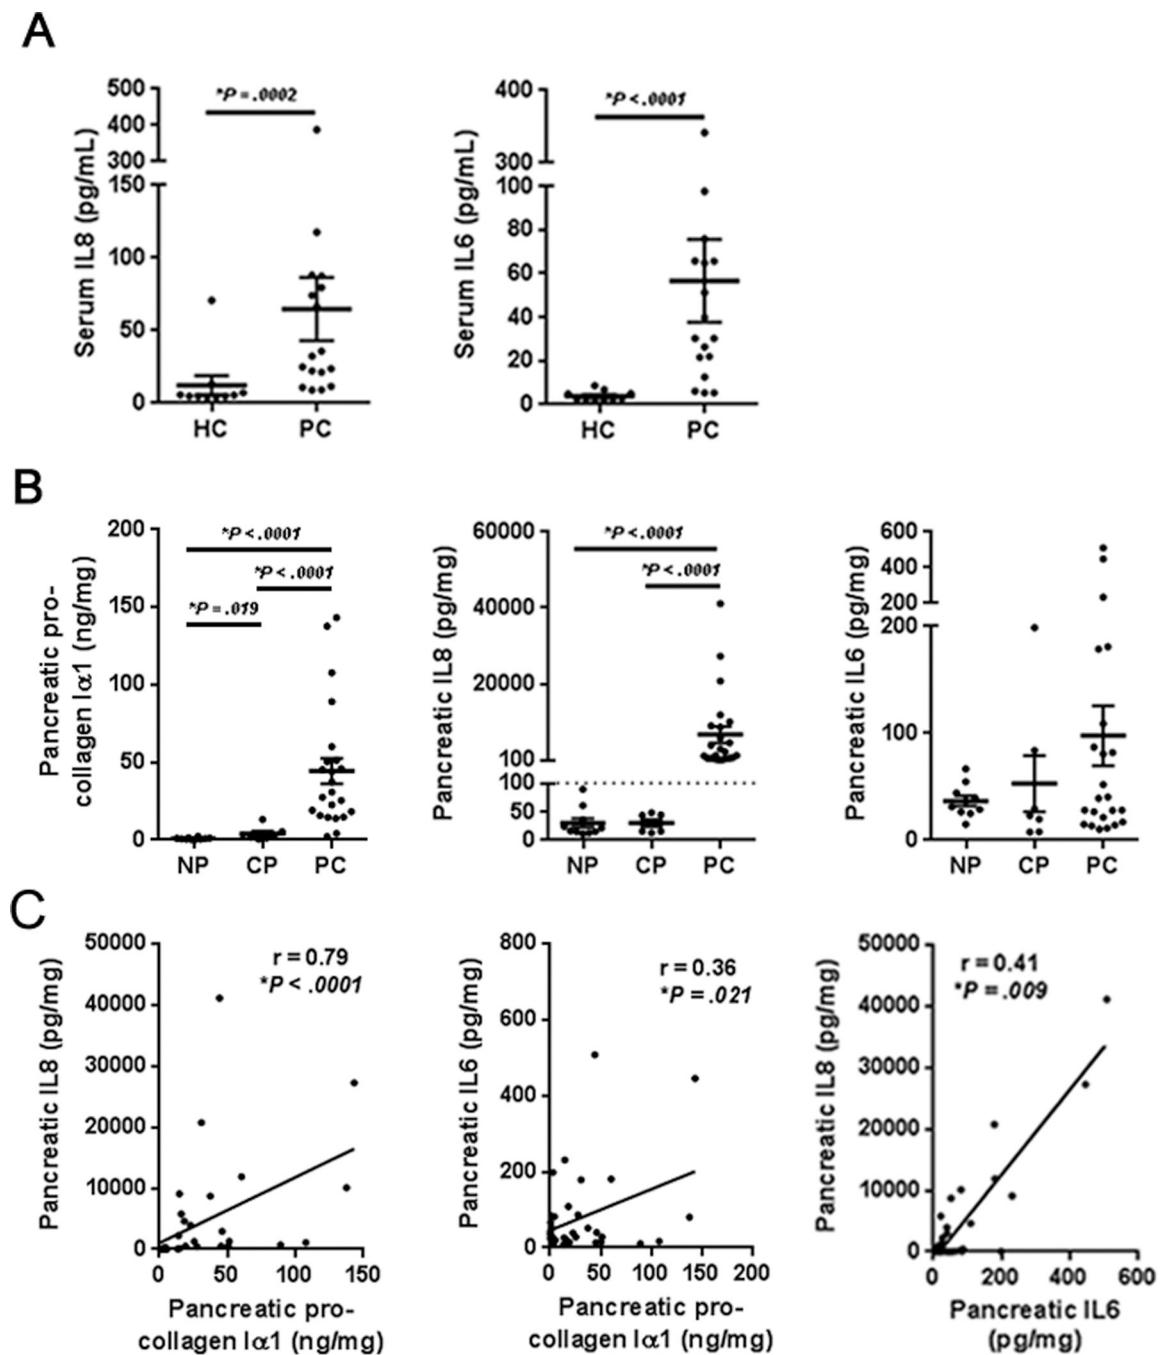 A
*P = .0002
500
400
300
150
100
50
0
Serum IL8 (pg/mL)
HC
PC
*P < .0001
400
300
100
80
60
40
20
0
Serum IL6 (pg/mL)
HC
PC
B
200
150
100
50
0
Pancreatic pro-
collagen Iα1 (ng/mg)
*P < .0001
*P < .0001
*P = .019
NP
CP
PC
60000
40000
20000
100
100
50
0
Pancreatic IL8 (pg/mg)
*P < .0001
*P < .0001
NP
CP
PC
600
400
200
200
100
0
Pancreatic IL6 (pg/mg)
NP
CP
PC
C
50000
40000
30000
20000
10000
0
Pancreatic IL8 (pg/mg)
r = 0.79
*P < .0001
0
50
100
150
Pancreatic pro-
collagen Iα1 (ng/mg)
800
600
400
200
0
Pancreatic IL6 (pg/mg)
r = 0.36
*P = .021
0
50
100
150
200
Pancreatic pro-
collagen Iα1 (ng/mg)
50000
40000
30000
20000
10000
0
Pancreatic IL8 (pg/mg)
r = 0.41
*P = .009
0
200
400
600
Pancreatic IL6
(pg/mg)